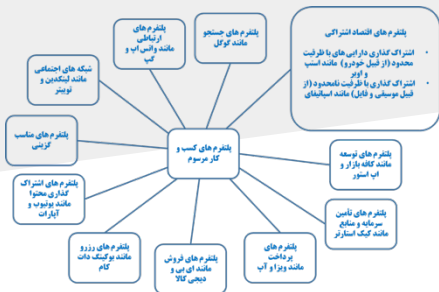 پلتفرم های اقتصاد اشتراکی
• اشتراک گذاری دارایی های با ظرفیت
محدود (از قبیل خودرو) مانند اسنپ
و اوبر
• اشتراک گذاری با ظرفیت نامحدود (از
قبیل موسیقی و فایل) مانند اسپاتیفای
پلتفرم های جستجو
مانند گوگل
پلتفرم های
ارتباطی
مانند واتس اپ و
گپ
شبکه های اجتماعی
مانند لینکدین و
توییتر
پلتفرم های مناسب
گزینی
پلتفرم های کسب و
کار مرسوم
پلتفرم های توسعه
مانند کافه بازار و
اپ استور
پلتفرم های اشتراک
گذاری محتوا
مانند یوتیوب و
آپارات
پلتفرم های تأمین
سرمایه و منابع
مانند کیک استارتر
پلتفرم های رزرو
مانند بوکینگ دات
کام
پلتفرم های فروش
مانند ای بی و
دیجی کالا
پلتفرم های
پرداخت
مانند ویزا و آپ